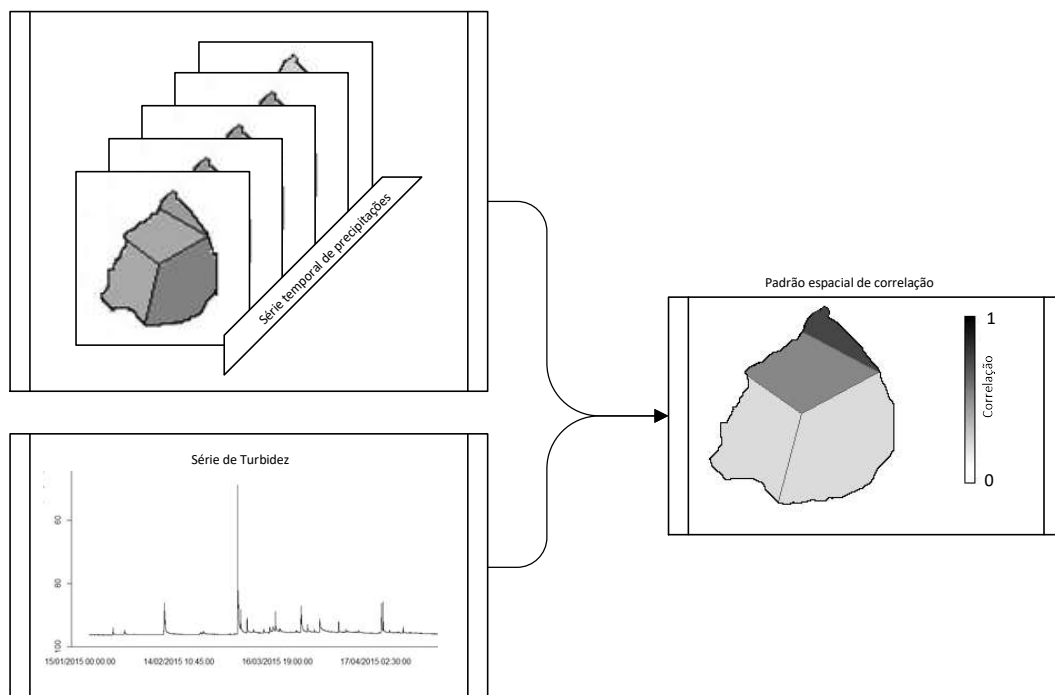 Série temporal de precipitações
Padrão espacial de correlação
1
Correlação
0
Série de Turbidez
60
80
100
15/01/2015 00:00:00
14/02/2015 10:45:00
16/03/2015 19:00:00
17/04/2015 02:30:00